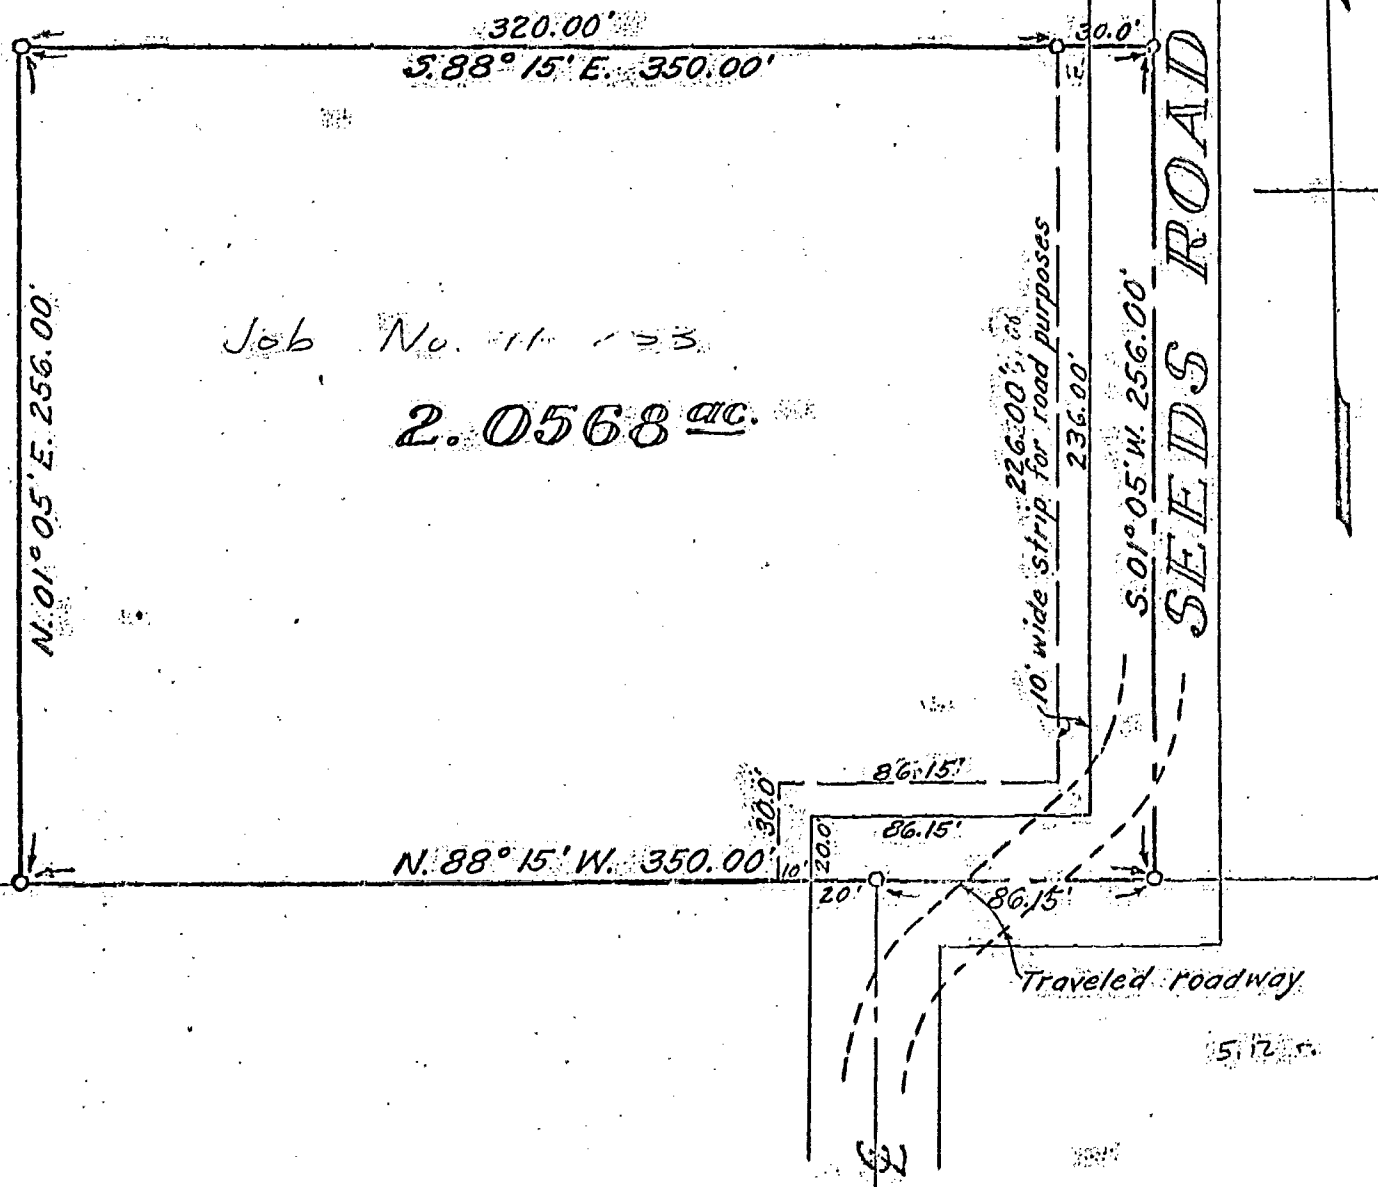 320.00'
30.0'
S. 88° 15' E. 350.00'
12'
SEEDS ROAD
N. 01° 05' E. 256.00'
Job No.
2.0568 ac.
226.00'
10' wide strip for road purposes
236.00'
S. 01° 05' W. 256.00'
86.15'
30.0'
86.15'
20.0'
N. 88° 15' W. 350.00'
10'
20'
86.15'
Traveled roadway